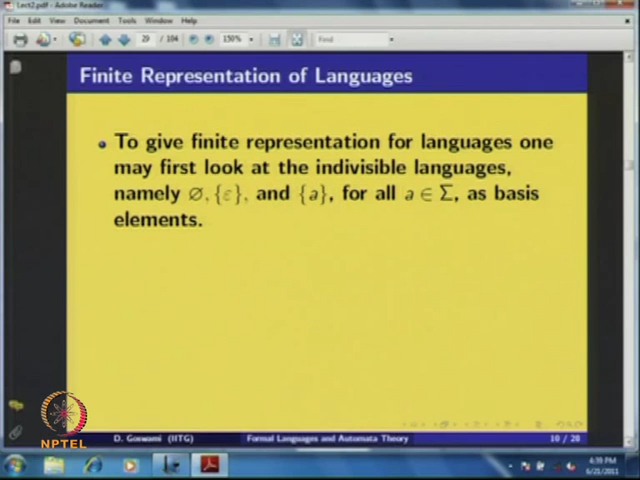 Lect2.pdf - Adobe Reader
File Edit View Document Tools Window Help
29 / 104 150% Find
Finite Representation of Languages
To give finite representation for languages one
may first look at the indivisible languages,
namely ∅, {ε}, and {a}, for all a ∈ Σ, as basis
elements.
NPTEL
D. Goswami (IITG) Formal Languages and Automata Theory 10 / 28
4:39 PM
6/21/2011